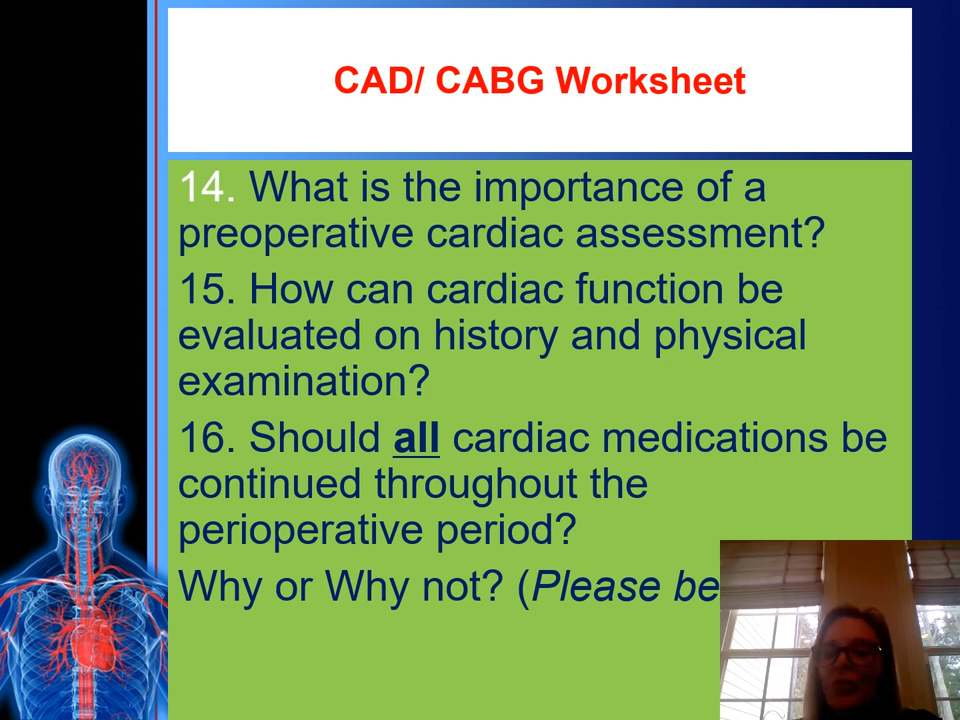 CAD/ CABG Worksheet
14. What is the importance of a
preoperative cardiac assessment?
15. How can cardiac function be
evaluated on history and physical
examination?
16. Should all cardiac medications be
continued throughout the
perioperative period?
Why or Why not? (Please be